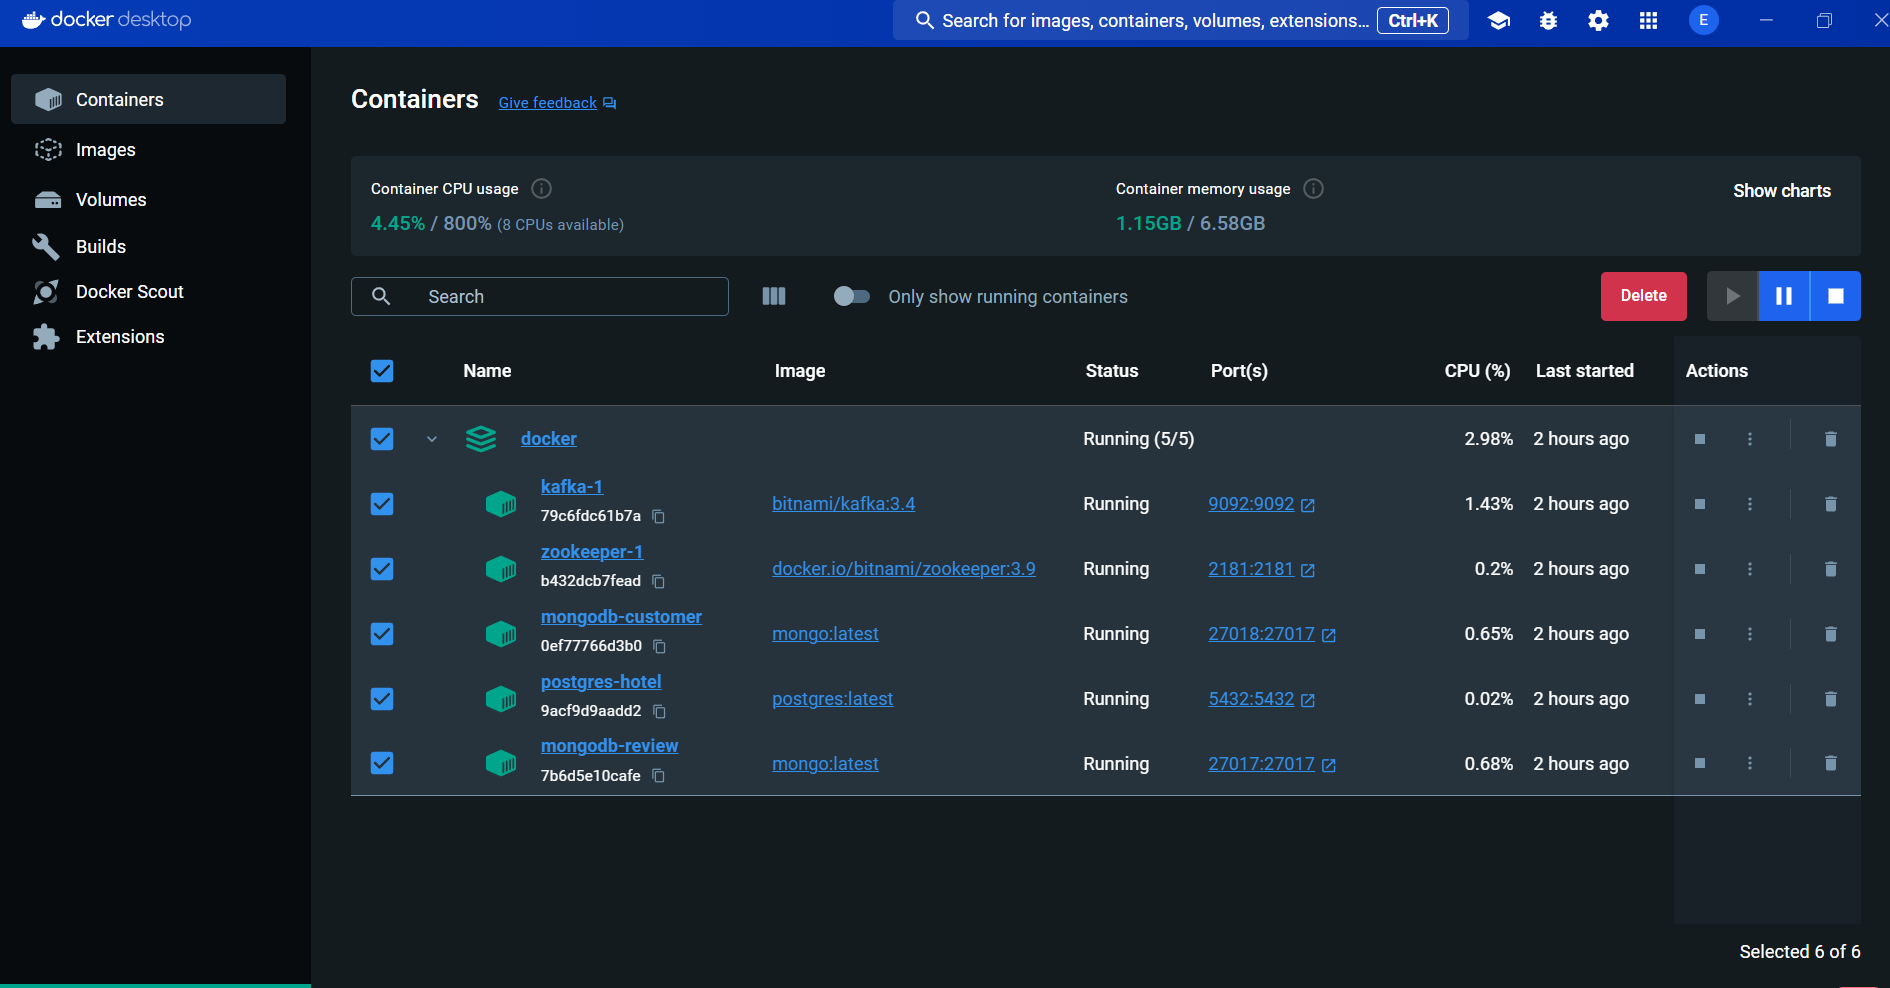 docker desktop
Search for images, containers, volumes, extensions... Ctrl+K
E
Containers
Images
Volumes
Builds
Docker Scout
Extensions
Containers Give feedback
Container CPU usage
4.45% / 800% (8 CPUs available)
Container memory usage
1.15GB / 6.58GB
Show charts
Search
Only show running containers
Delete
Name Image Status Port(s) CPU (%) Last started Actions
docker Running (5/5) 2.98% 2 hours ago
kafka-1
79c6fdc61b7a
bitnami/kafka:3.4 Running 9092:9092 1.43% 2 hours ago
zookeeper-1
b432dcb7fead
docker.io/bitnami/zookeeper:3.9 Running 2181:2181 0.2% 2 hours ago
mongodb-customer
0ef77766d3b0
mongo:latest Running 27018:27017 0.65% 2 hours ago
postgres-hotel
9acf9d9aadd2
postgres:latest Running 5432:5432 0.02% 2 hours ago
mongodb-review
7b6d5e10cafe
mongo:latest Running 27017:27017 0.68% 2 hours ago
Selected 6 of 6